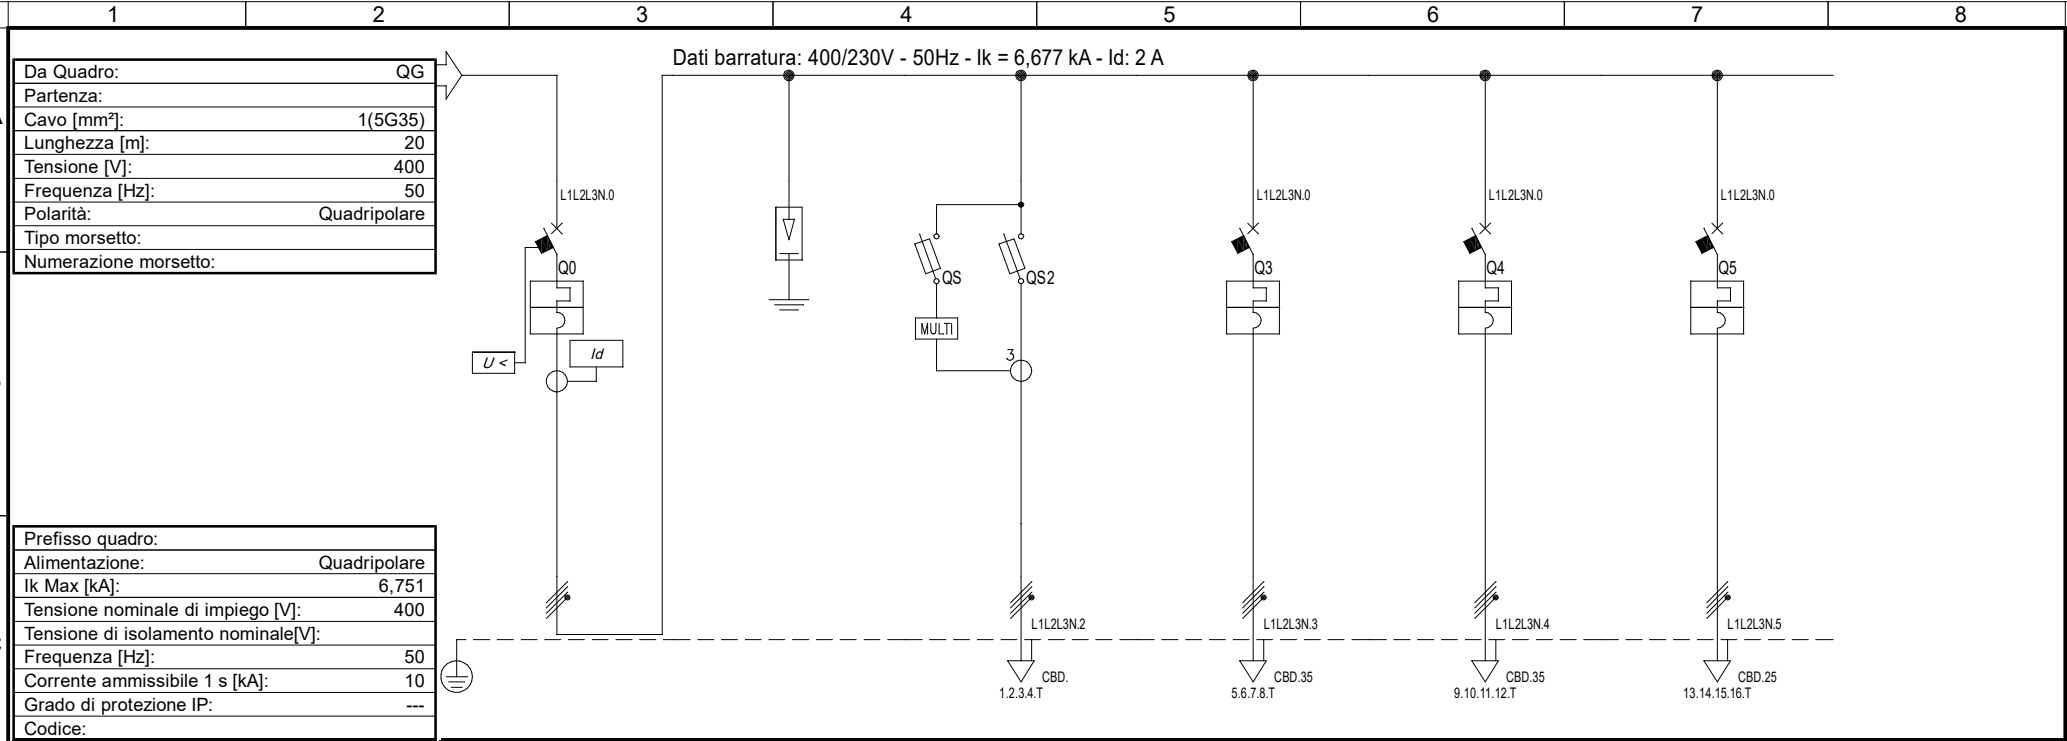 1 2 3 4 5 6 7 8
Dati barratura: 400/230V - 50Hz - Ik = 6,677 kA - Id: 2 A
Da Quadro: QG
Partenza:
Cavo [mm²]: 1(5G35)
Lunghezza [m]: 20
Tensione [V]: 400
Frequenza [Hz]: 50
Polarità: Quadripolare
Tipo morsetto:
Numerazione morsetto:
L1L2L3N.0 L1L2L3N.0 L1L2L3N.0 L1L2L3N.0
Q0 QS QS2 Q3 Q4 Q5
MULTI
U < Id 3
Prefisso quadro:
Alimentazione: Quadripolare
Ik Max [kA]: 6,751
Tensione nominale di impiego [V]: 400
Tensione di isolamento nominale[V]:
Frequenza [Hz]: 50
Corrente ammissibile 1 s [kA]: 10
Grado di protezione IP: ---
Codice:
L1L2L3N.2 L1L2L3N.3 L1L2L3N.4 L1L2L3N.5
CBD. CBD.35 CBD.35 CBD.25
1.2.3.4.T 5.6.7.8.T 9.10.11.12.T 13.14.15.16.T